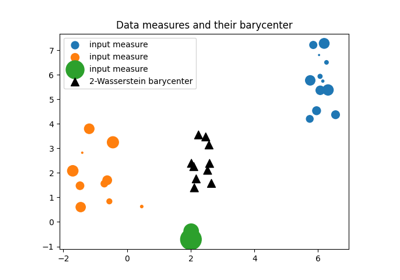 Data measures and their barycenter
input measure
input measure
input measure
2-Wasserstein barycenter
7
6
5
4
3
2
1
0
−1
−2
0
2
4
6